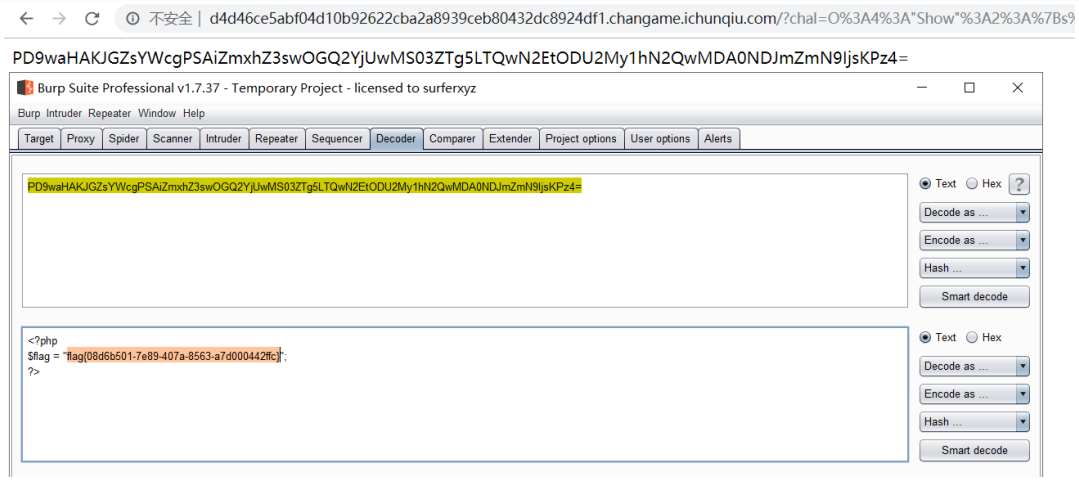 不安全 | d4d46ce5abf04d10b92622cba2a8939ceb80432dc8924df1.changame.ichunqiu.com/?chal=O%3A4%3A"Show"%3A2%3A%7Bs%
PD9waHAKJGZsYWcgPSAiZmxhZ3swOGQ2YjUwMS03ZTg5LTQwN2EtODU2My1hN2QwMDA0NDJmZmN9IjsKPz4=
Burp Suite Professional v1.7.37 - Temporary Project - licensed to surferxyz
Burp Intruder Repeater Window Help
Target Proxy Spider Scanner Intruder Repeater Sequencer Decoder Comparer Extender Project options User options Alerts
PD9waHAKJGZsYWcgPSAiZmxhZ3swOGQ2YjUwMS03ZTg5LTQwN2EtODU2My1hN2QwMDA0NDJmZmN9IjsKPz4=
Text Hex ?
Decode as ...
Encode as ...
Hash ...
Smart decode
<?php
$flag = "flag{08d6b501-7e89-407a-8563-a7d000442ffc}";
?>
Text Hex
Decode as ...
Encode as ...
Hash ...
Smart decode